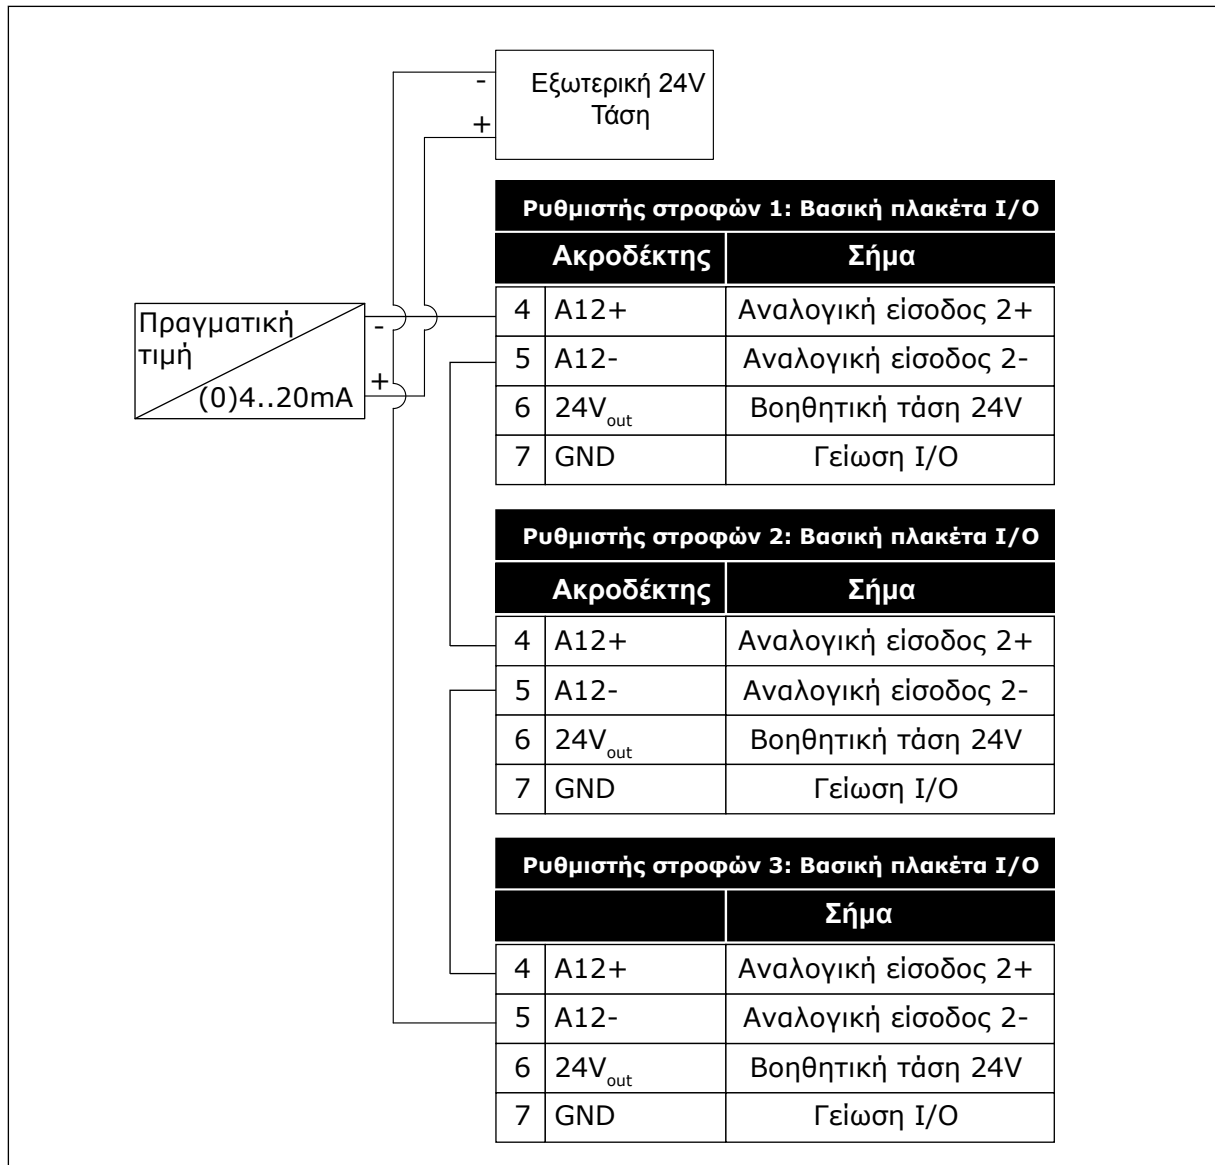 -
Εξωτερική 24V
Τάση
+
Ρυθμιστής στροφών 1: Βασική πλακέτα I/O
Ακροδέκτης Σήμα
Πραγματική
τιμή
(0)4..20mA
-
+
4 A12+ Αναλογική είσοδος 2+
5 A12- Αναλογική είσοδος 2-
6 24Vout Βοηθητική τάση 24V
7 GND Γείωση I/O
Ρυθμιστής στροφών 2: Βασική πλακέτα I/O
Ακροδέκτης Σήμα
4 A12+ Αναλογική είσοδος 2+
5 A12- Αναλογική είσοδος 2-
6 24Vout Βοηθητική τάση 24V
7 GND Γείωση I/O
Ρυθμιστής στροφών 3: Βασική πλακέτα I/O
Σήμα
4 A12+ Αναλογική είσοδος 2+
5 A12- Αναλογική είσοδος 2-
6 24Vout Βοηθητική τάση 24V
7 GND Γείωση I/O